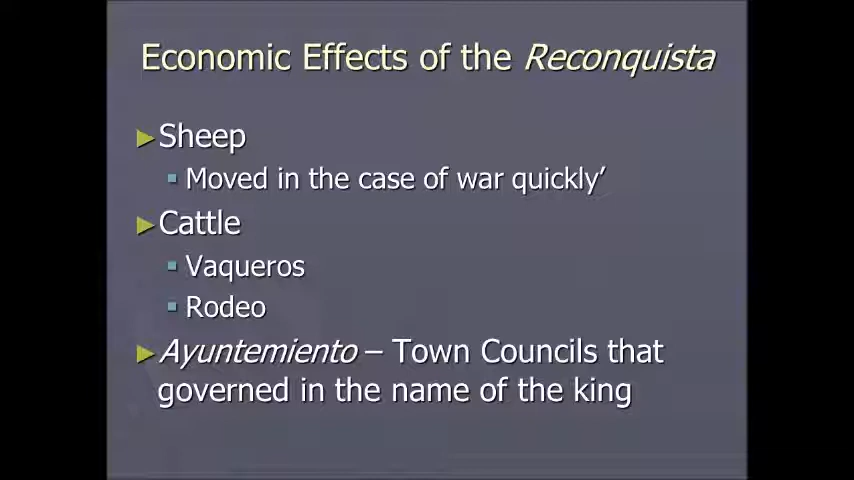 Economic Effects of the Reconquista
►Sheep
▪ Moved in the case of war quickly’
►Cattle
▪ Vaqueros
▪ Rodeo
►Ayuntemiento – Town Councils that
governed in the name of the king